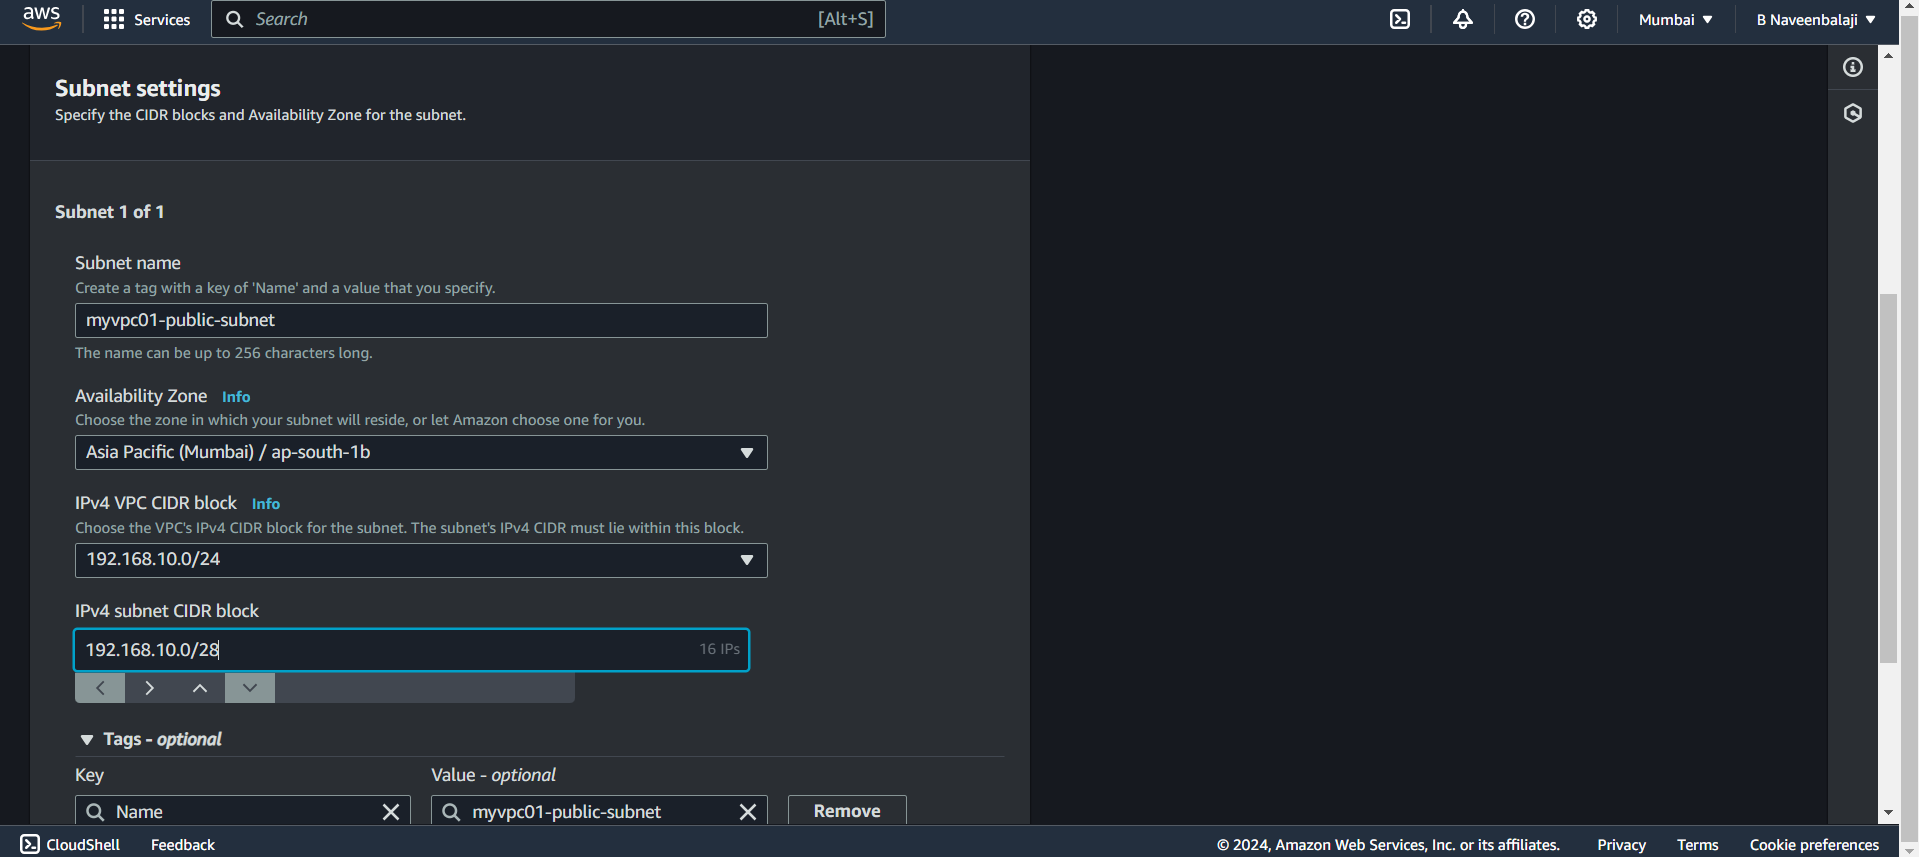 aws
Services
Search
[Alt+S]
Mumbai
B Naveenbalaji
Subnet settings
Specify the CIDR blocks and Availability Zone for the subnet.
Subnet 1 of 1
Subnet name
Create a tag with a key of 'Name' and a value that you specify.
myvpc01-public-subnet
The name can be up to 256 characters long.
Availability Zone Info
Choose the zone in which your subnet will reside, or let Amazon choose one for you.
Asia Pacific (Mumbai) / ap-south-1b
IPv4 VPC CIDR block Info
Choose the VPC's IPv4 CIDR block for the subnet. The subnet's IPv4 CIDR must lie within this block.
192.168.10.0/24
IPv4 subnet CIDR block
192.168.10.0/28
16 IPs
Tags - optional
Key
Value - optional
Name
myvpc01-public-subnet
Remove
CloudShell
Feedback
© 2024, Amazon Web Services, Inc. or its affiliates.
Privacy
Terms
Cookie preferences